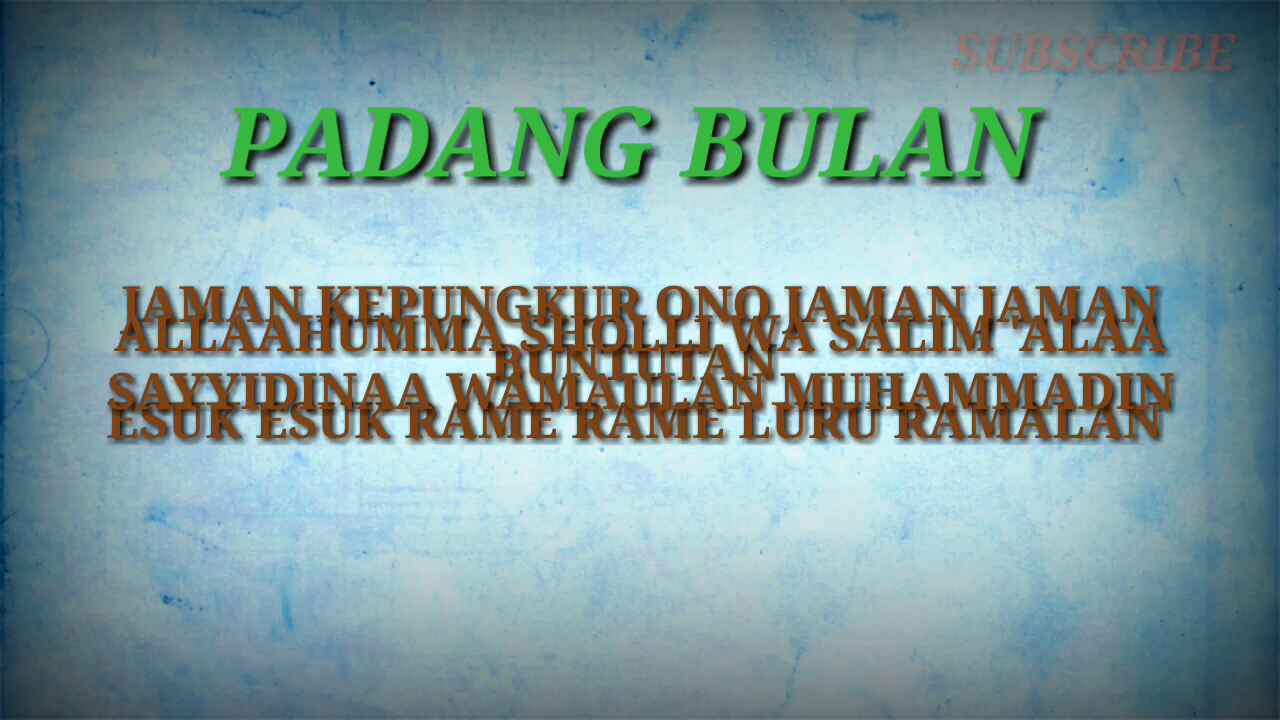 SUBSCRIBE
PADANG BULAN
JAMAN KEPUNGKUR ONO JAMAN JAMAN
ALLAAHUMMA SHOLLI WA SALIM 'ALAA
BUNTUTAN
SAYYIDINAA WAMAULAN MUHAMMADIN
ESUK ESUK RAME RAME LURU RAMALAN